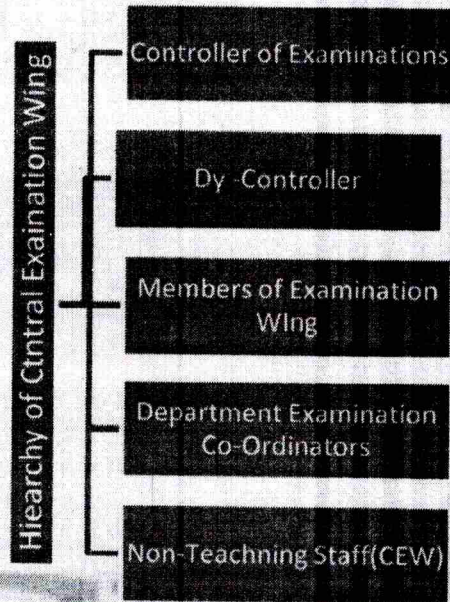 Hiearchy of Ctntral Exaination Wing
Controller of Examinations
Dy -Controller
Members of Examination
WIng
Department Examination
Co-Ordinators
Non-Teachning Staff(CEW)